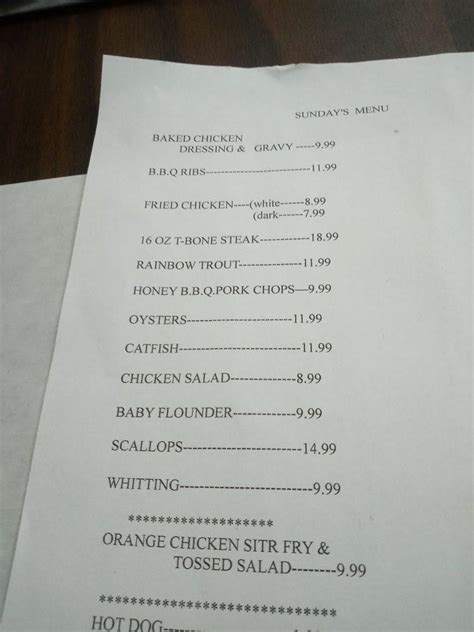 SUNDAY'S MENU
BAKED CHICKEN
DRESSING & GRAVY -----9.99
B.B.Q RIBS---------------------------11.99
FRIED CHICKEN----(white------8.99
(dark------7.99
16 OZ T-BONE STEAK------------18.99
RAINBOW TROUT----------------11.99
HONEY B.B.Q.PORK CHOPS—9.99
OYSTERS---------------------------11.99
CATFISH----------------------------11.99
CHICKEN SALAD--------------8.99
BABY FLOUNDER-------------9.99
SCALLOPS-------------------------14.99
WHITTING---------------------------9.99
*******************
ORANGE CHICKEN SITR FRY &
TOSSED SALAD--------9.99
**************************
HOT DOG